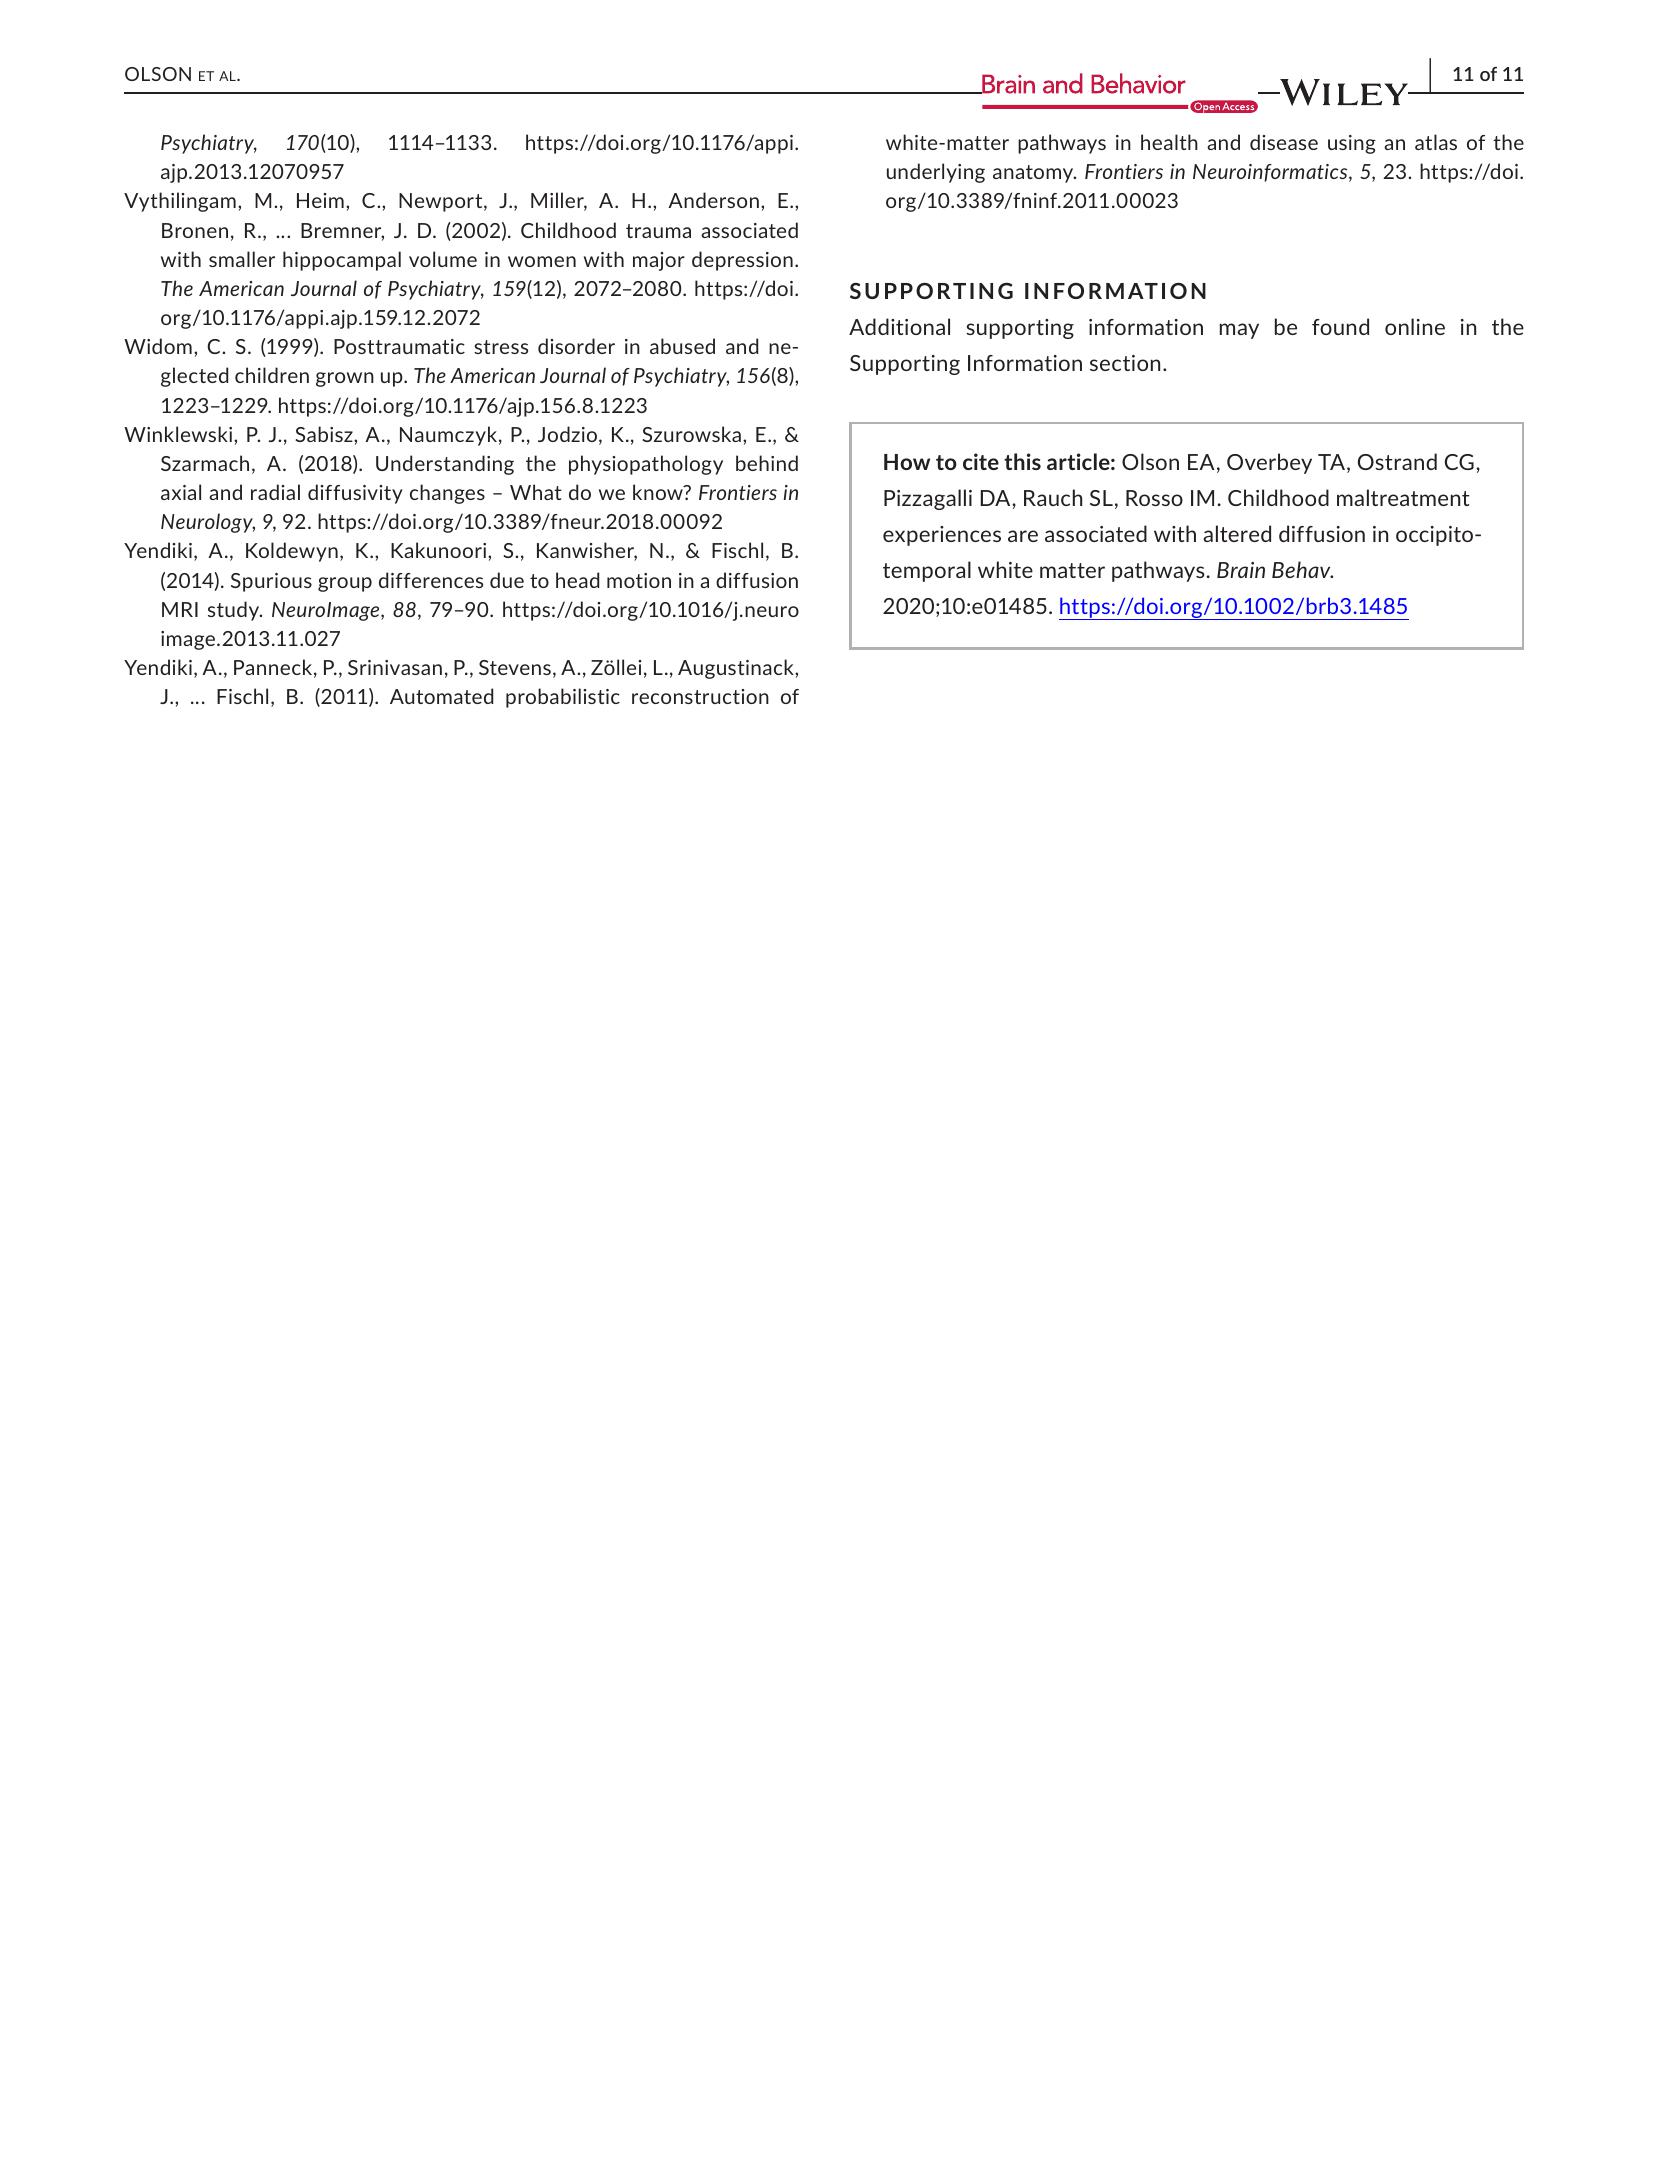 OLSON ET AL.
Brain and Behavior
Open Access
WILEY
11 of 11
Psychiatry, 170(10), 1114–1133. https://doi.org/10.1176/appi.
ajp.2013.12070957
Vythilingam, M., Heim, C., Newport, J., Miller, A. H., Anderson, E.,
Bronen, R., … Bremner, J. D. (2002). Childhood trauma associated
with smaller hippocampal volume in women with major depression.
The American Journal of Psychiatry, 159(12), 2072–2080. https://doi.
org/10.1176/appi.ajp.159.12.2072
Widom, C. S. (1999). Posttraumatic stress disorder in abused and ne-
glected children grown up. The American Journal of Psychiatry, 156(8),
1223–1229. https://doi.org/10.1176/ajp.156.8.1223
Winklewski, P. J., Sabisz, A., Naumczyk, P., Jodzio, K., Szurowska, E., &
Szarmach, A. (2018). Understanding the physiopathology behind
axial and radial diffusivity changes – What do we know? Frontiers in
Neurology, 9, 92. https://doi.org/10.3389/fneur.2018.00092
Yendiki, A., Koldewyn, K., Kakunoori, S., Kanwisher, N., & Fischl, B.
(2014). Spurious group differences due to head motion in a diffusion
MRI study. NeuroImage, 88, 79–90. https://doi.org/10.1016/j.neuro
image.2013.11.027
Yendiki, A., Panneck, P., Srinivasan, P., Stevens, A., Zöllei, L., Augustinack,
J., … Fischl, B. (2011). Automated probabilistic reconstruction of
white-matter pathways in health and disease using an atlas of the
underlying anatomy. Frontiers in Neuroinformatics, 5, 23. https://doi.
org/10.3389/fninf.2011.00023
SUPPORTING INFORMATION
Additional supporting information may be found online in the
Supporting Information section.
How to cite this article: Olson EA, Overbey TA, Ostrand CG,
Pizzagalli DA, Rauch SL, Rosso IM. Childhood maltreatment
experiences are associated with altered diffusion in occipito-
temporal white matter pathways. Brain Behav.
2020;10:e01485. https://doi.org/10.1002/brb3.1485